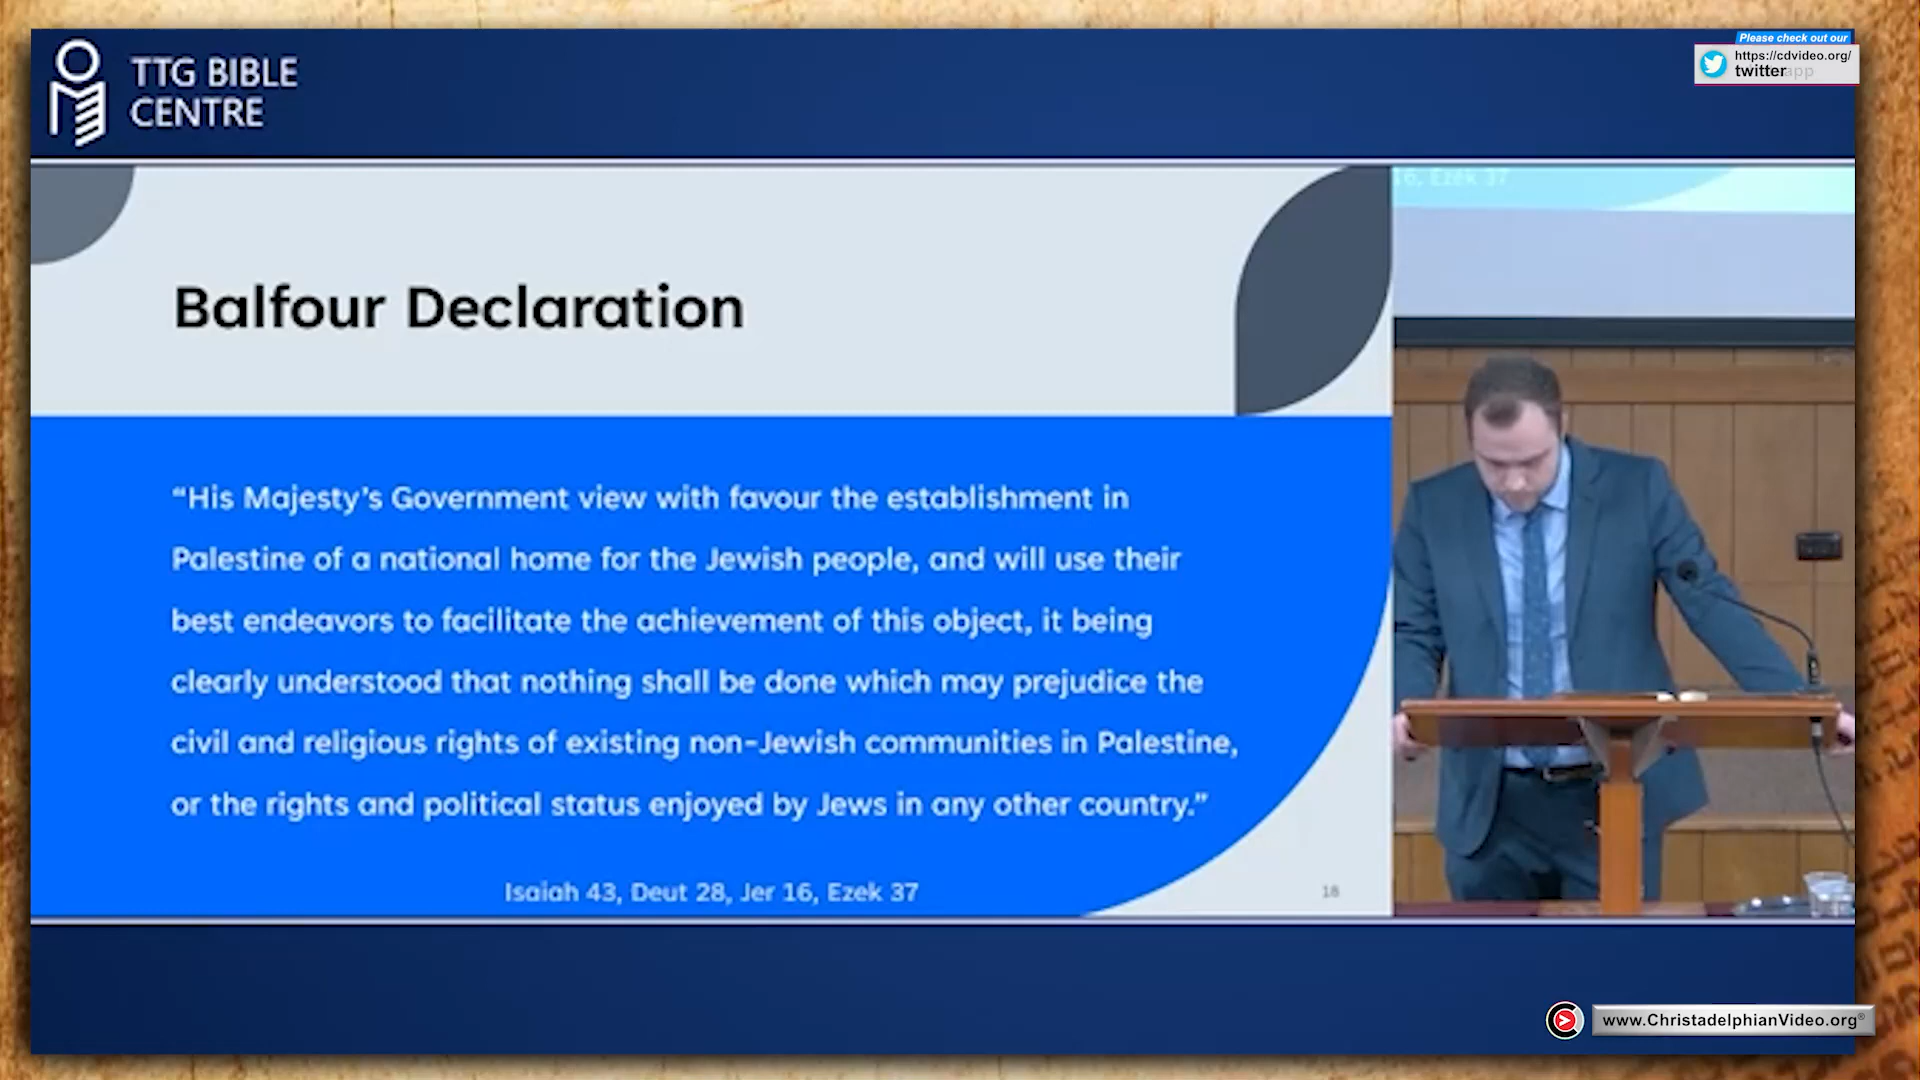 TTG BIBLE
CENTRE
Please check out our
https://cdvideo.org/
twitter
Balfour Declaration
“His Majesty’s Government view with favour the establishment in
Palestine of a national home for the Jewish people, and will use their
best endeavors to facilitate the achievement of this object, it being
clearly understood that nothing shall be done which may prejudice the
civil and religious rights of existing non-Jewish communities in Palestine,
or the rights and political status enjoyed by Jews in any other country.”
Isaiah 43, Deut 28, Jer 16, Ezek 37
18
16, Ezek 37
www.ChristadelphianVideo.org®